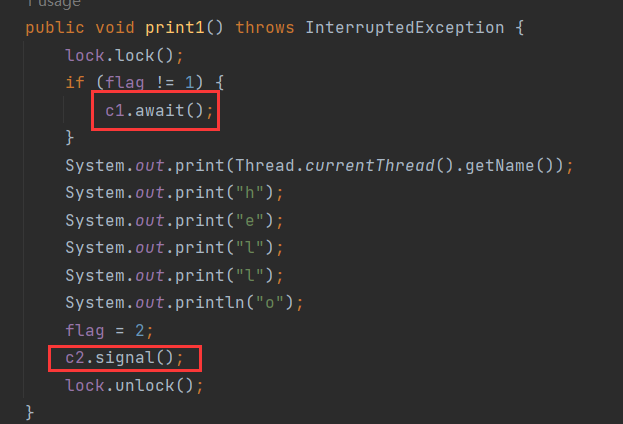 1 usage
public void print1() throws InterruptedException {
lock.lock();
if (flag != 1) {
c1.await();
}
System.out.print(Thread.currentThread().getName());
System.out.print("h");
System.out.print("e");
System.out.print("l");
System.out.print("l");
System.out.println("o");
flag = 2;
c2.signal();
lock.unlock();
}